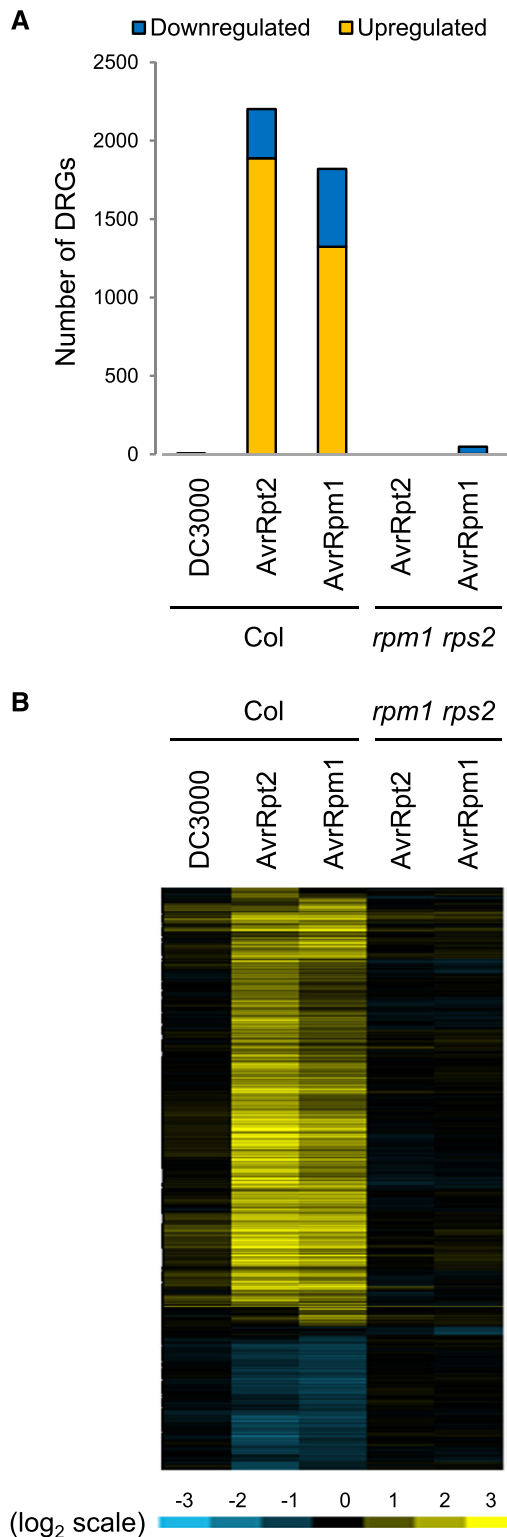 A
Downregulated Upregulated
Number of DRGs
2500
2000
1500
1000
500
0
DC3000
AvrRpt2
AvrRpm1
AvrRpt2
AvrRpm1
Col
rpm1 rps2
B
Col
rpm1 rps2
DC3000
AvrRpt2
AvrRpm1
AvrRpt2
AvrRpm1
-3 -2 -1 0 1 2 3
(log₂ scale)